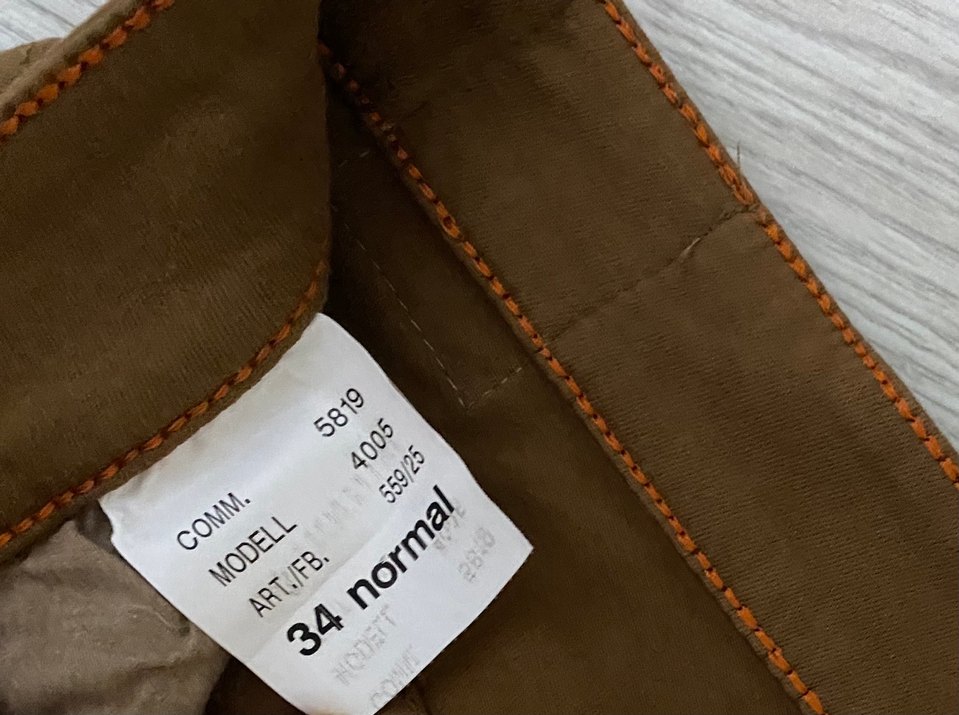 COMM. 5819
MODELL 4005
ART./FB. 559/25
34 normal